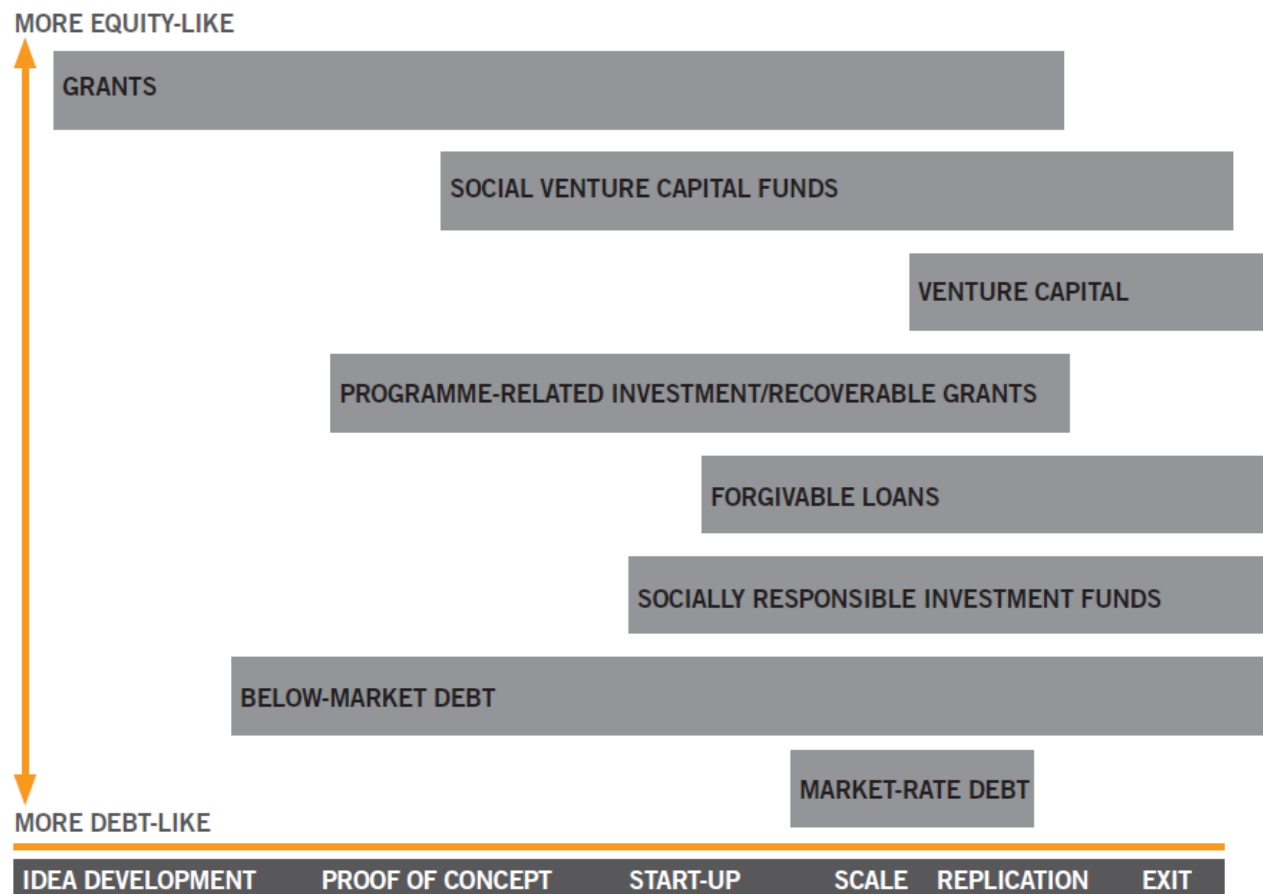 MORE EQUITY-LIKE
GRANTS
SOCIAL VENTURE CAPITAL FUNDS
VENTURE CAPITAL
PROGRAMME-RELATED INVESTMENT/RECOVERABLE GRANTS
FORGIVABLE LOANS
SOCIALLY RESPONSIBLE INVESTMENT FUNDS
BELOW-MARKET DEBT
MARKET-RATE DEBT
MORE DEBT-LIKE
IDEA DEVELOPMENT PROOF OF CONCEPT START-UP SCALE REPLICATION EXIT